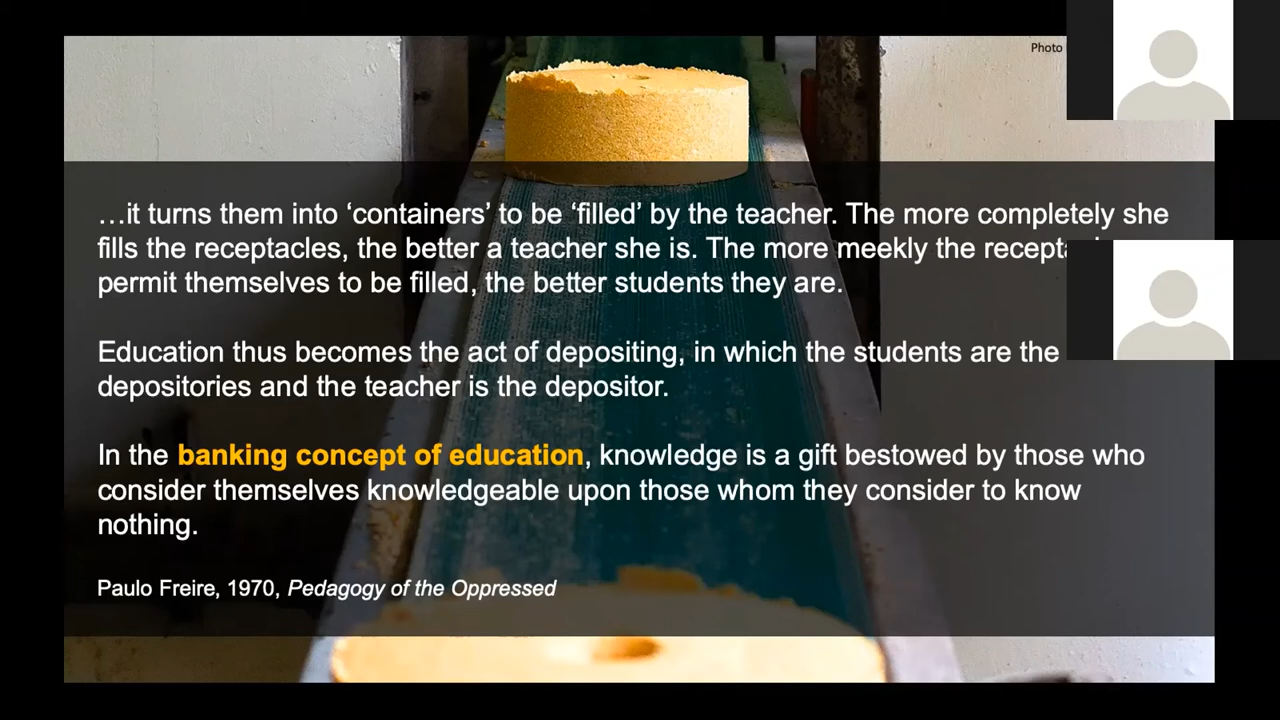 Photo
…it turns them into ‘containers’ to be ‘filled’ by the teacher. The more completely she
fills the receptacles, the better a teacher she is. The more meekly the
permit themselves to be filled, the better students they are.
Education thus becomes the act of depositing, in which the students are the
depositories and the teacher is the depositor.
In the banking concept of education, knowledge is a gift bestowed by those who
consider themselves knowledgeable upon those whom they consider to know
nothing.
Paulo Freire, 1970, Pedagogy of the Oppressed